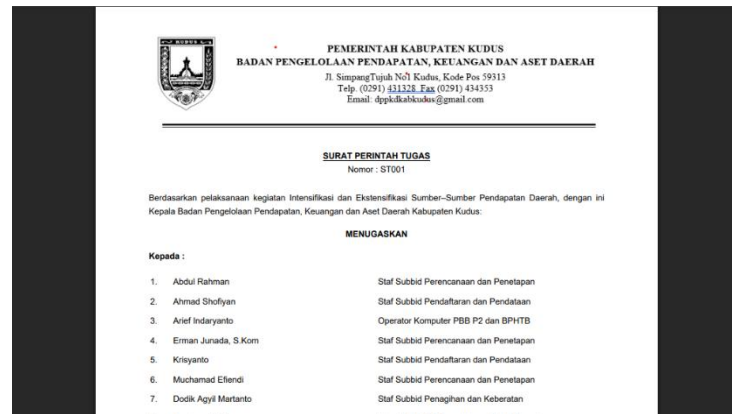 KUDUS
PEMERINTAH KABUPATEN KUDUS
BADAN PENGELOLAAN PENDAPATAN, KEUANGAN DAN ASET DAERAH
Jl. SimpangTujuh No1 Kudus, Kode Pos 59313
Telp. (0291) 431328 Fax (0291) 434353
Email: dppkdkabkudus@gmail.com
SURAT PERINTAH TUGAS
Nomor : ST001
Berdasarkan pelaksanaan kegiatan Intensifikasi dan Ekstensifikasi Sumber–Sumber Pendapatan Daerah, dengan ini
Kepala Badan Pengelolaan Pendapatan, Keuangan dan Aset Daerah Kabupaten Kudus:
MENUGASKAN
Kepada :
1. Abdul Rahman Staf Subbid Perencanaan dan Penetapan
2. Ahmad Shofiyan Staf Subbid Pendaftaran dan Pendataan
3. Arief Indaryanto Operator Komputer PBB P2 dan BPHTB
4. Erman Junada, S.Kom Staf Subbid Perencanaan dan Penetapan
5. Krisyanto Staf Subbid Pendaftaran dan Pendataan
6. Muchamad Efiendi Staf Subbid Perencanaan dan Penetapan
7. Dodik Agyil Martanto Staf Subbid Penagihan dan Keberatan